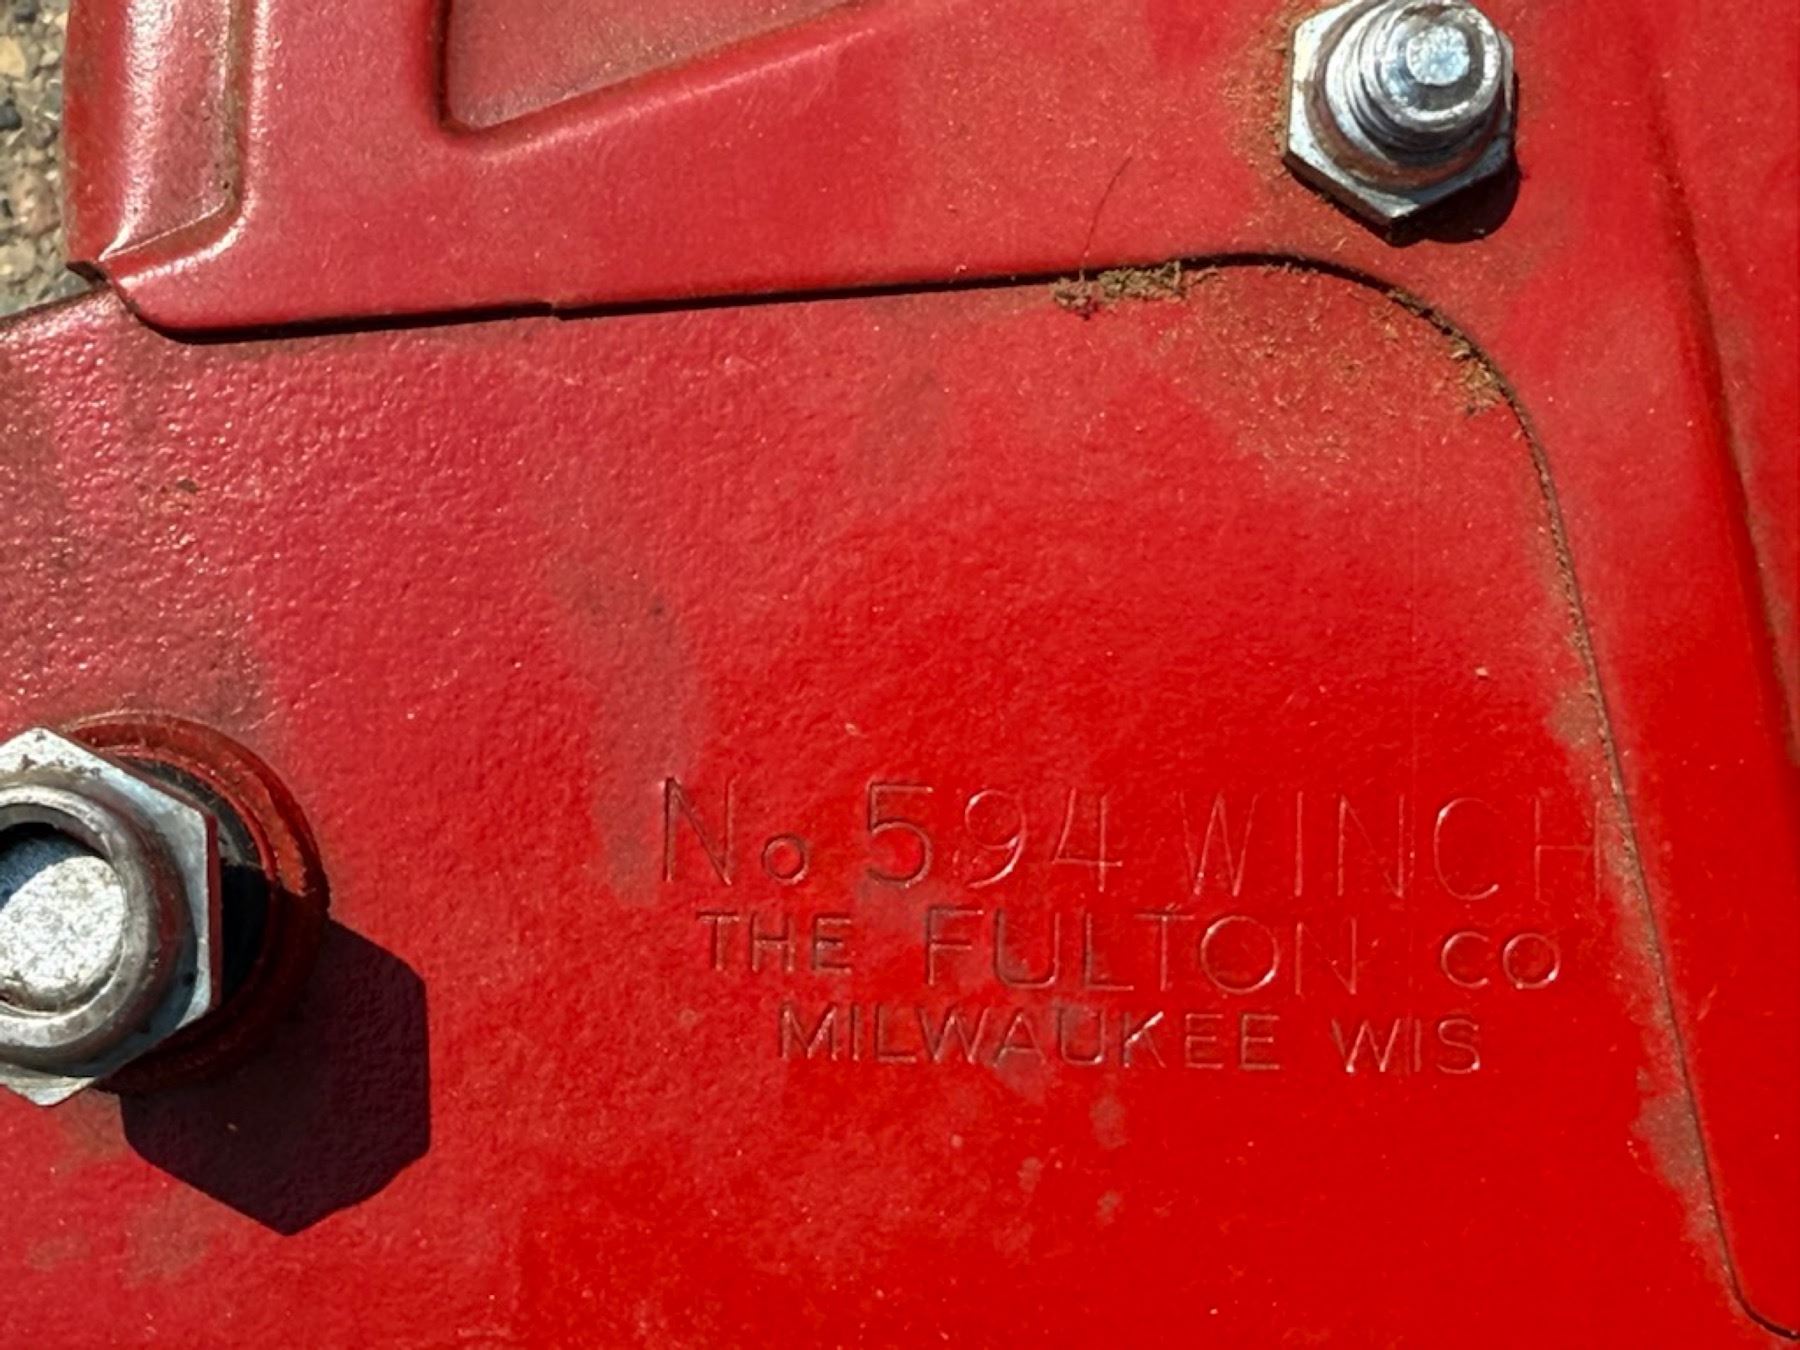 No 594 WINCH
THE FULTON CO
MILWAUKEE WIS